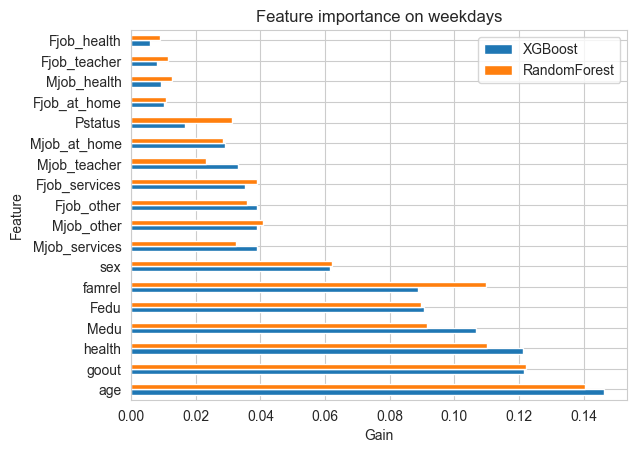 Feature importance on weekdays
XGBoost
RandomForest
Feature
Fjob_health
Fjob_teacher
Mjob_health
Fjob_at_home
Pstatus
Mjob_at_home
Mjob_teacher
Fjob_services
Fjob_other
Mjob_other
Mjob_services
sex
famrel
Fedu
Medu
health
goout
age
0.00 0.02 0.04 0.06 0.08 0.10 0.12 0.14
Gain